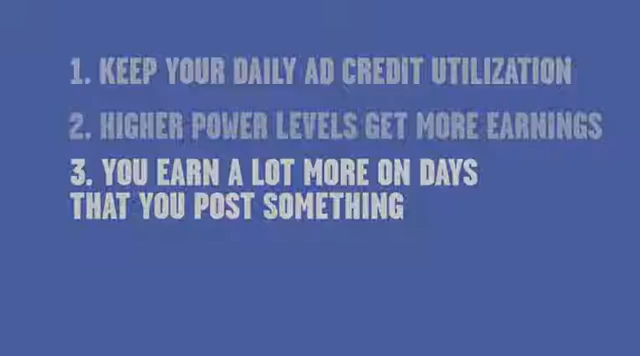 1. KEEP YOUR DAILY AD CREDIT UTILIZATION
2. HIGHER POWER LEVELS GET MORE EARNINGS
3. YOU EARN A LOT MORE ON DAYS
THAT YOU POST SOMETHING